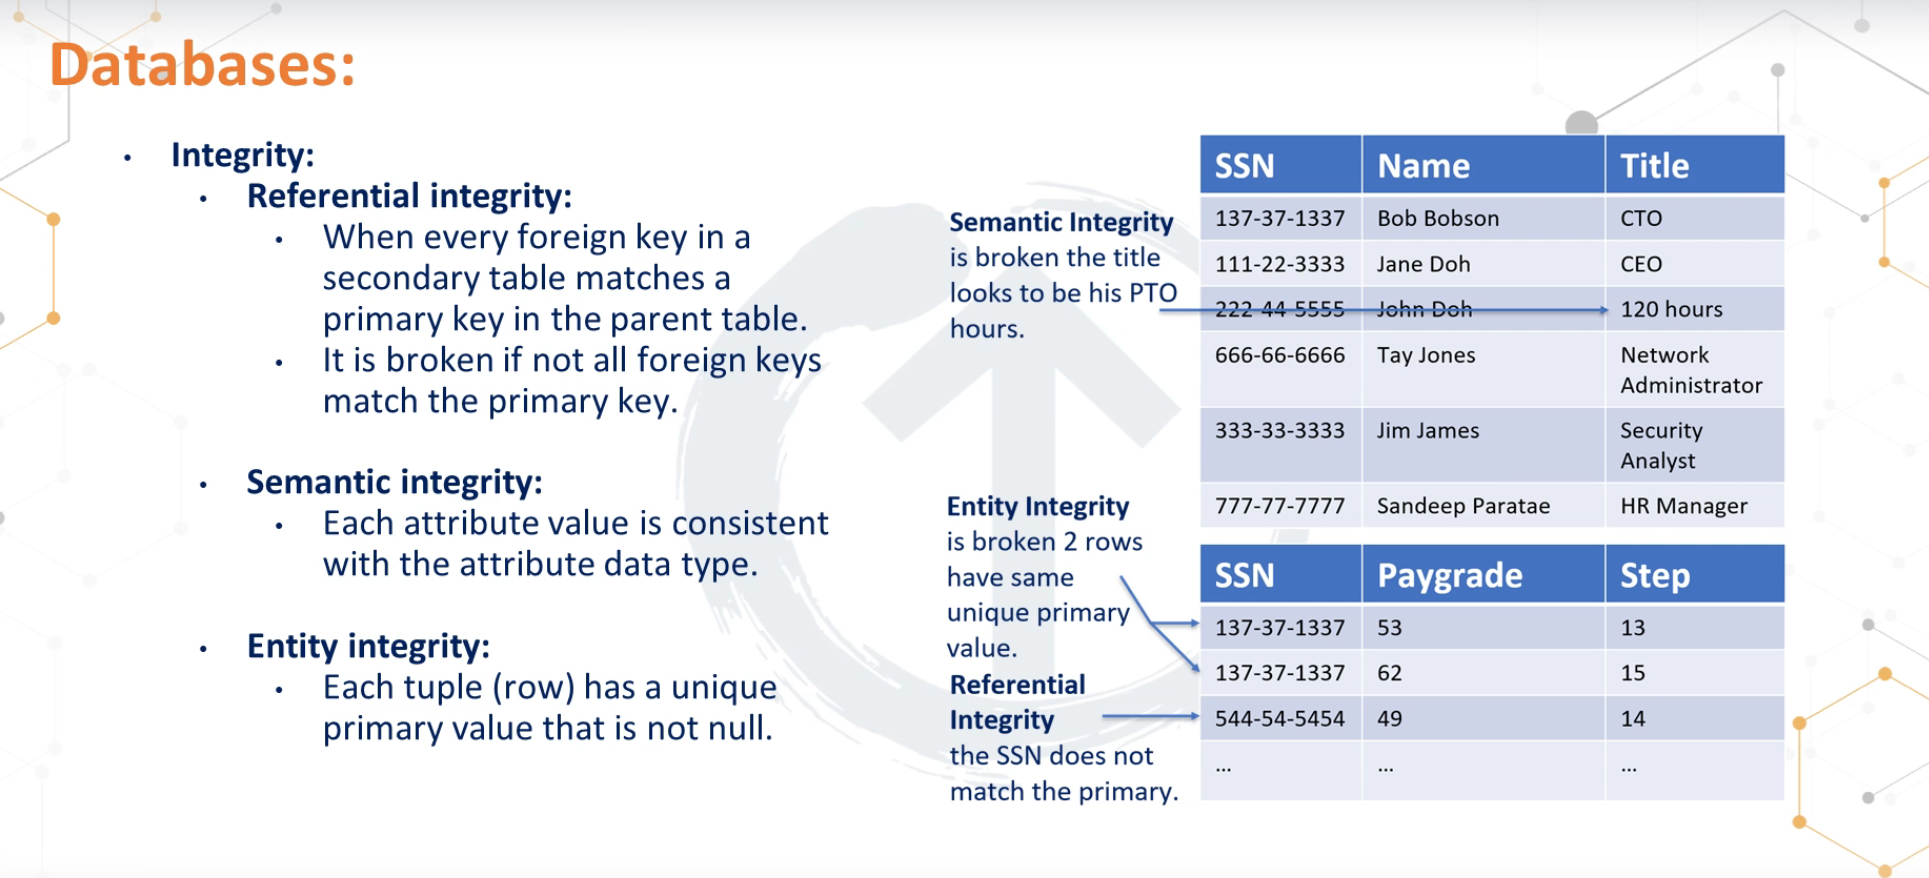 Databases:
• Integrity:
• Referential integrity:
• When every foreign key in a
secondary table matches a
primary key in the parent table.
• It is broken if not all foreign keys
match the primary key.
• Semantic integrity:
• Each attribute value is consistent
with the attribute data type.
• Entity integrity:
• Each tuple (row) has a unique
primary value that is not null.
Semantic Integrity
is broken the title
looks to be his PTO
hours.
Entity Integrity
is broken 2 rows
have same
unique primary
value.
Referential
Integrity
the SSN does not
match the primary.
SSN Name Title
137-37-1337 Bob Bobson CTO
111-22-3333 Jane Doh CEO
222-44-5555 John Doh 120 hours
666-66-6666 Tay Jones Network
Administrator
333-33-3333 Jim James Security
Analyst
777-77-7777 Sandeep Paratae HR Manager
SSN Paygrade Step
137-37-1337 53 13
137-37-1337 62 15
544-54-5454 49 14
... ... ...